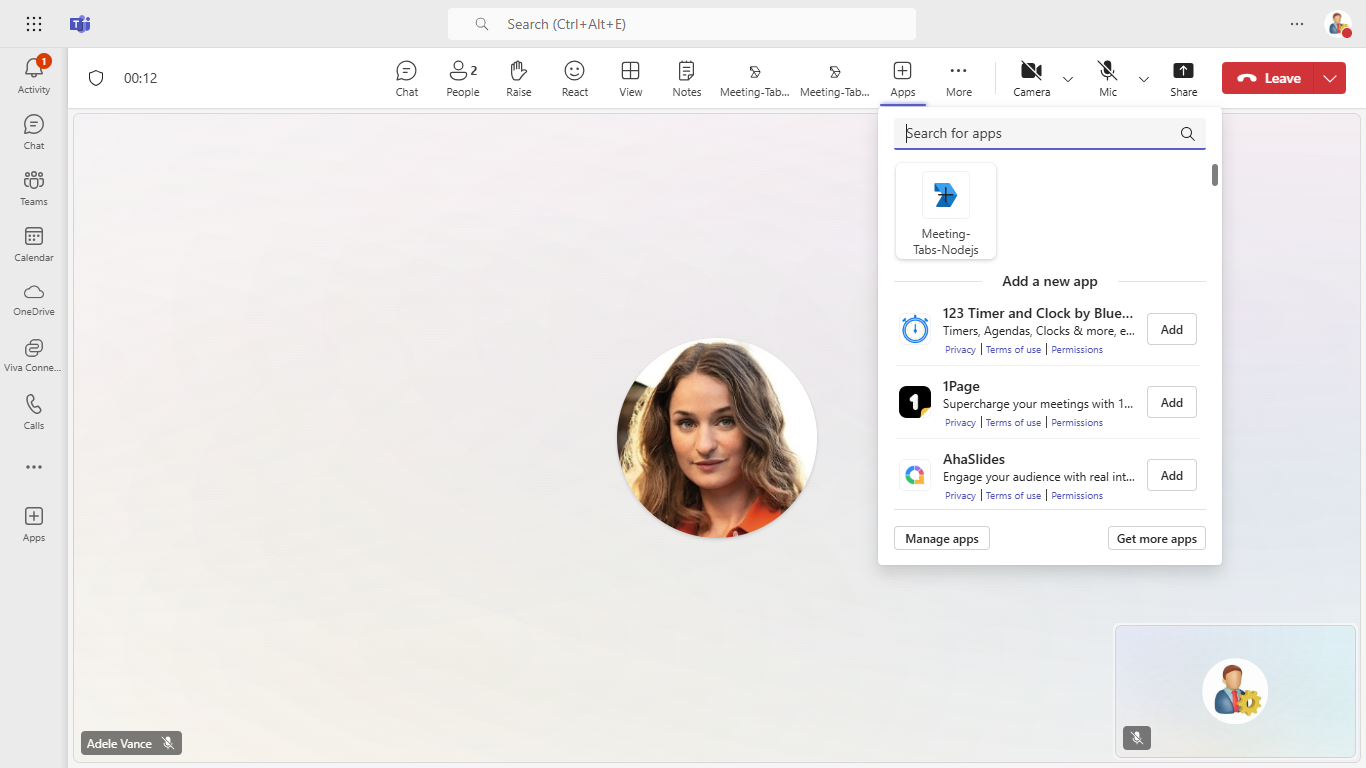 Search (Ctrl+Alt+E)
1
Activity
Chat
Teams
Calendar
OneDrive
Viva Conne...
Calls
Apps
00:12
Chat
2
People
Raise
React
View
Notes
Meeting-Tab...
Meeting-Tab...
Apps
More
Camera
Mic
Share
Leave
Search for apps
Meeting-
Tabs-Nodejs
Add a new app
123 Timer and Clock by Blue...
Timers, Agendas, Clocks & more, e...
Privacy | Terms of use | Permissions
Add
1
1Page
Supercharge your meetings with 1...
Privacy | Terms of use | Permissions
Add
AhaSlides
Engage your audience with real int...
Privacy | Terms of use | Permissions
Add
Manage apps
Get more apps
Adele Vance